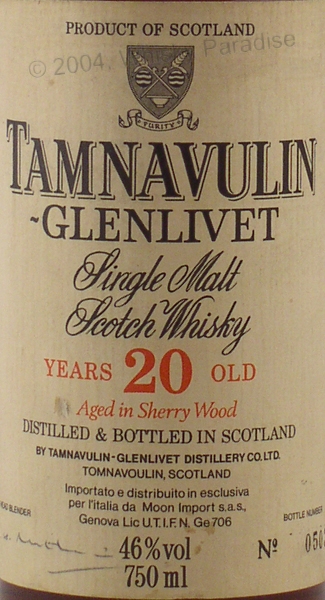 PRODUCT OF SCOTLAND
© 2004, Paradise
PURITY
TAMNAVULIN
-GLENLIVET
Single Malt
Scotch Whisky
YEARS 20 OLD
Aged in Sherry Wood
DISTILLED & BOTTLED IN SCOTLAND
BY TAMNAVULIN-GLENLIVET DISTILLERY CO. LTD.
TOMNAVOULIN, SCOTLAND
Importato e distribuito in esclusiva
per l'italia da Moon Import s.a.s.,
Genova Lic U.T.I.F. N. Ge706
BLENDER
BOTTLE NUMBER
46% vol
Nº
750 ml